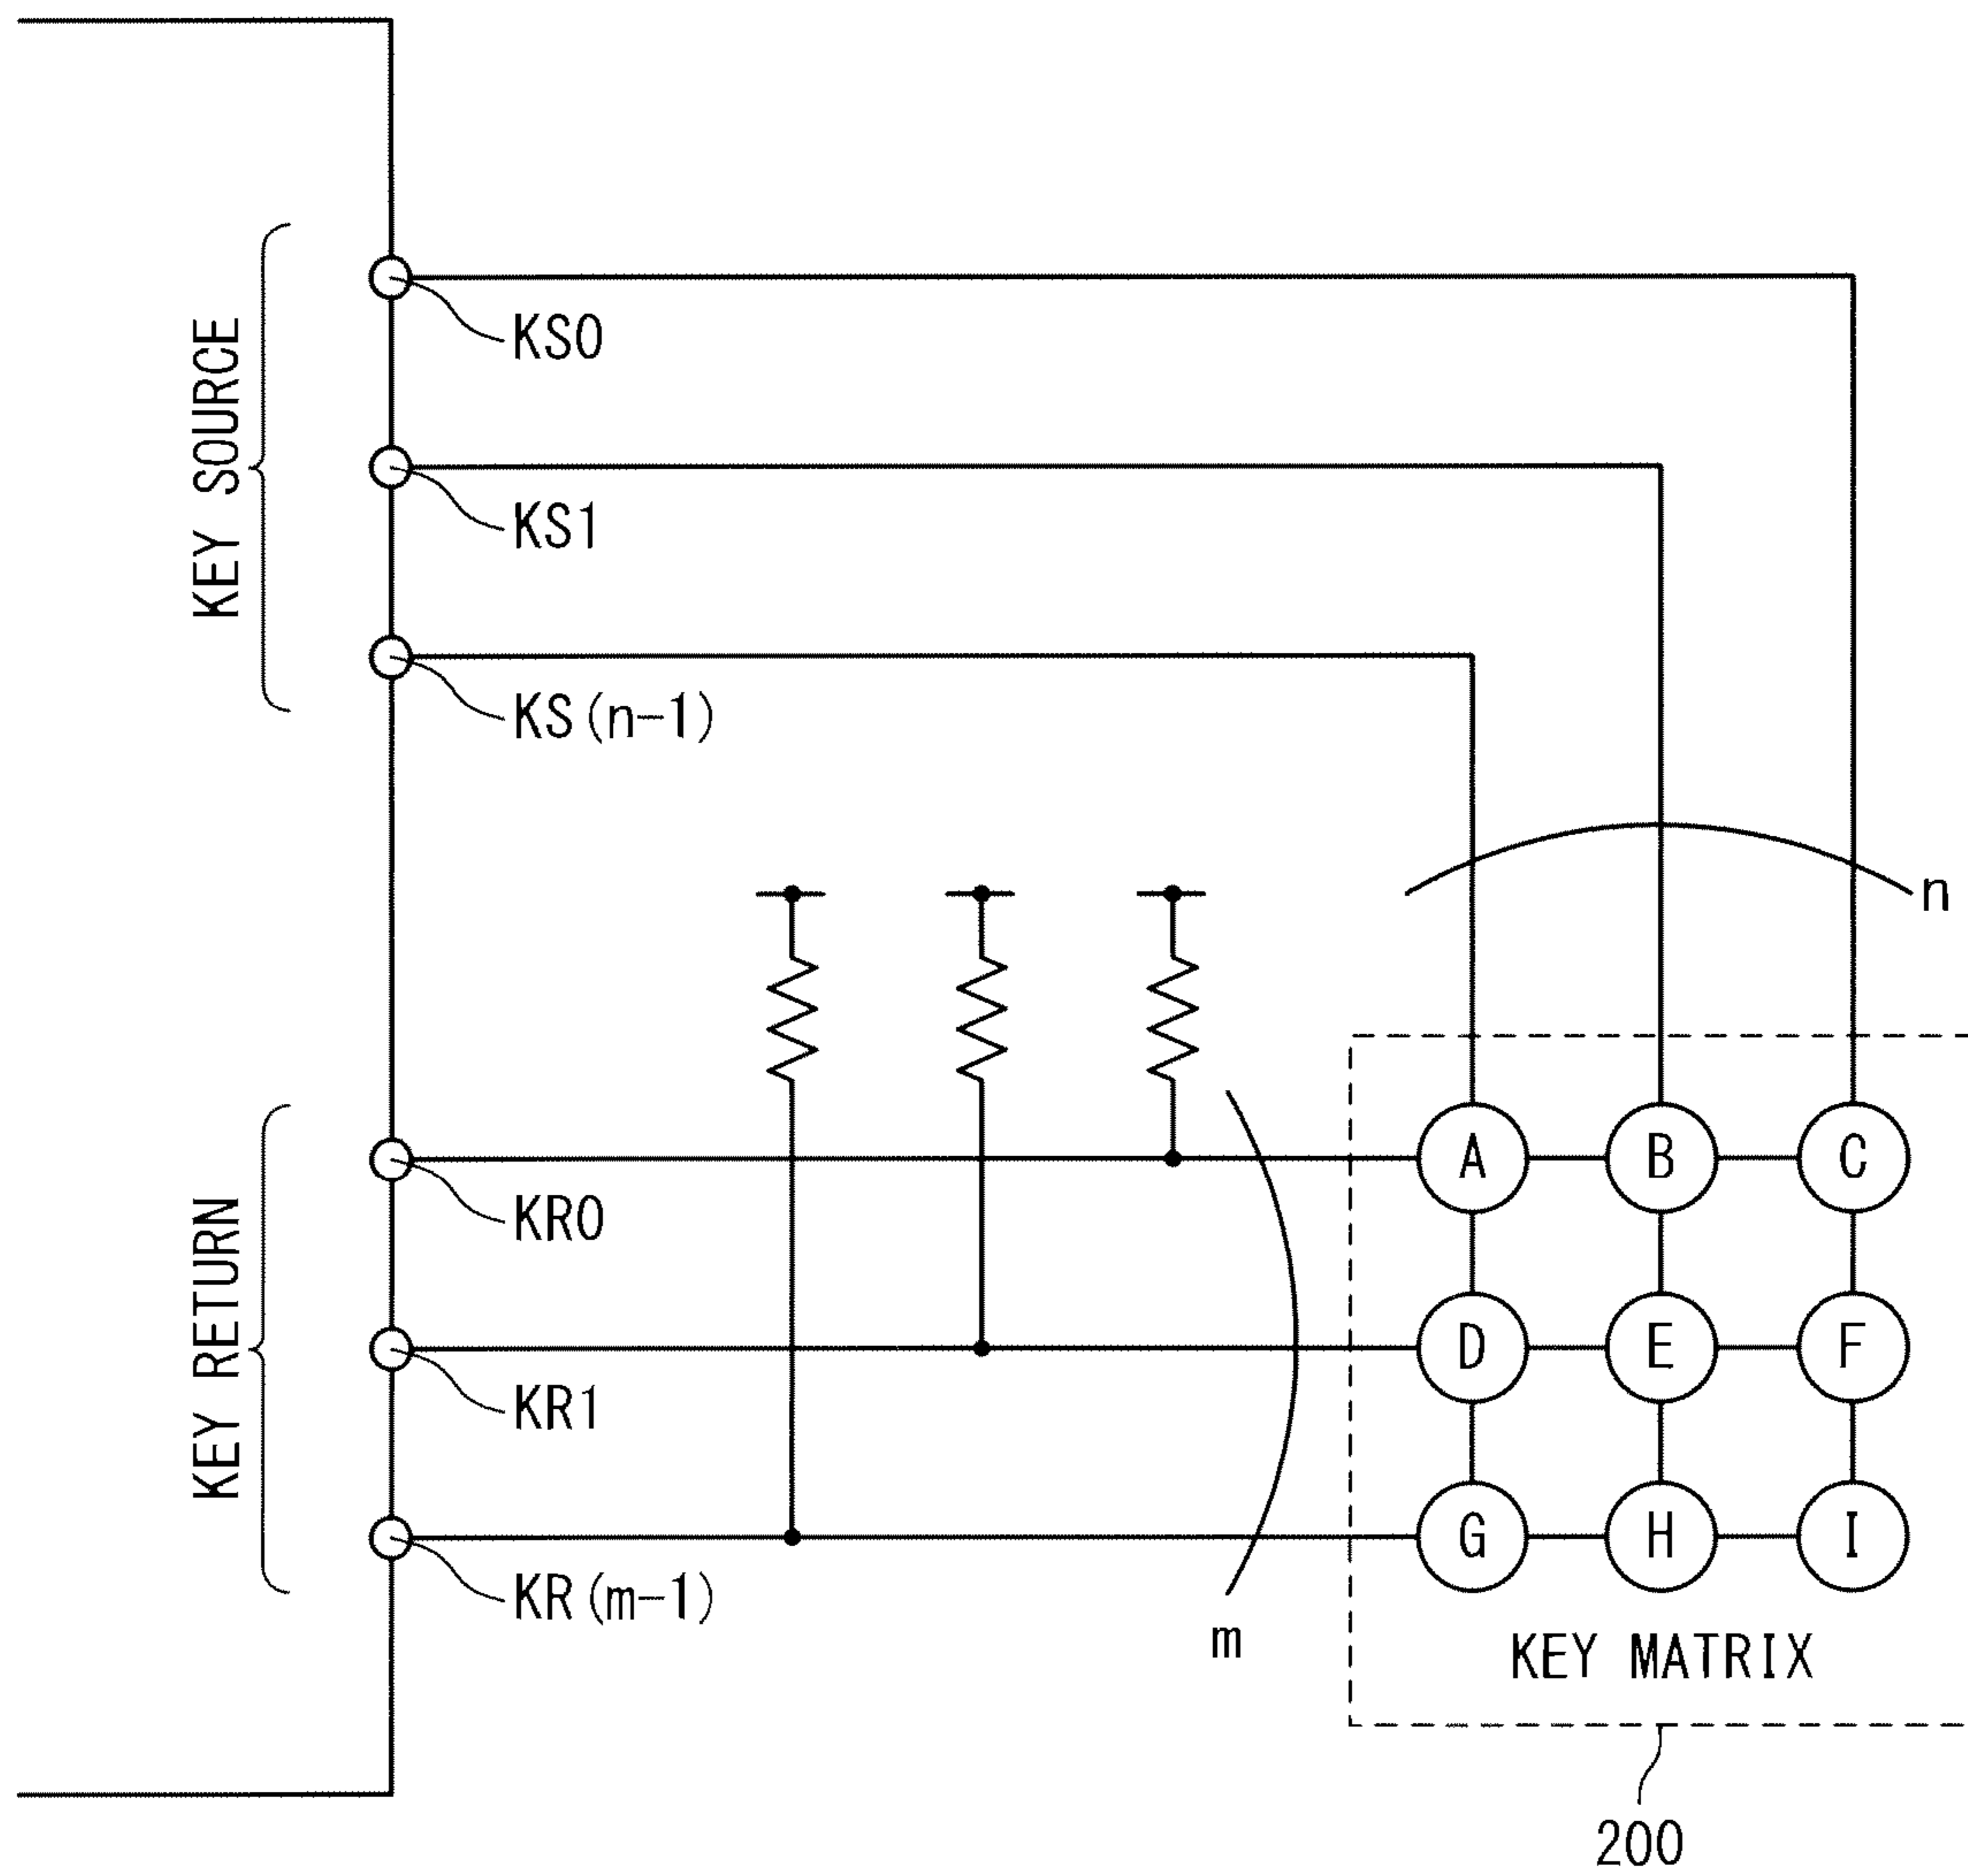 KEY SOURCE
KS0
KS1
KS(n-1)
n
KEY RETURN
KR0
KR1
KR(m-1)
m
A B C
D E F
G H I
KEY MATRIX
200